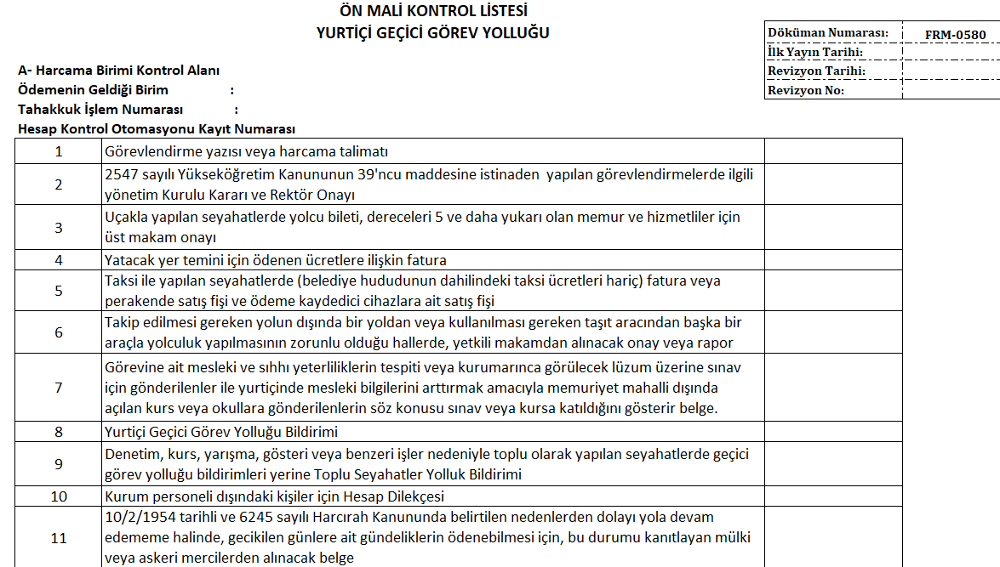 ÖN MALİ KONTROL LİSTESİ
YURTİÇİ GEÇİCİ GÖREV YOLLUĞU
Döküman Numarası: FRM-0580
İlk Yayın Tarihi:
Revizyon Tarihi:
Revizyon No:
A- Harcama Birimi Kontrol Alanı
Ödemenin Geldiği Birim :
Tahakkuk İşlem Numarası :
Hesap Kontrol Otomasyonu Kayıt Numarası
1 Görevlendirme yazısı veya harcama talimatı
2 2547 sayılı Yükseköğretim Kanununun 39'ncu maddesine istinaden yapılan görevlendirmelerde ilgili
yönetim Kurulu Kararı ve Rektör Onayı
3 Uçakla yapılan seyahatlerde yolcu bileti, dereceleri 5 ve daha yukarı olan memur ve hizmetliler için
üst makam onayı
4 Yatacak yer temini için ödenen ücretlere ilişkin fatura
5 Taksi ile yapılan seyahatlerde (belediye hududunun dahilindeki taksi ücretleri hariç) fatura veya
perakende satış fişi ve ödeme kaydedici cihazlara ait satış fişi
6 Takip edilmesi gereken yolun dışında bir yoldan veya kullanılması gereken taşıt aracından başka bir
araçla yolculuk yapılmasının zorunlu olduğu hallerde, yetkili makamdan alınacak onay veya rapor
7 Görevine ait mesleki ve sıhhı yeterliliklerin tespiti veya kurumarınca görülecek lüzum üzerine sınav
için gönderilenler ile yurtiçinde mesleki bilgilerini arttırmak amacıyla memuriyet mahalli dışında
açılan kurs veya okullara gönderilenlerin söz konusu sınav veya kursa katıldığını gösterir belge.
8 Yurtiçi Geçici Görev Yolluğu Bildirimi
9 Denetim, kurs, yarışma, gösteri veya benzeri işler nedeniyle toplu olarak yapılan seyahatlerde geçici
görev yolluğu bildirimleri yerine Toplu Seyahatler Yolluk Bildirimi
10 Kurum personeli dışındaki kişiler için Hesap Dilekçesi
11 10/2/1954 tarihli ve 6245 sayılı Harcırah Kanununda belirtilen nedenlerden dolayı yola devam
edememe halinde, gecikilen günlere ait gündeliklerin ödenebilmesi için, bu durumu kanıtlayan mülki
veya askeri mercilerden alınacak belge